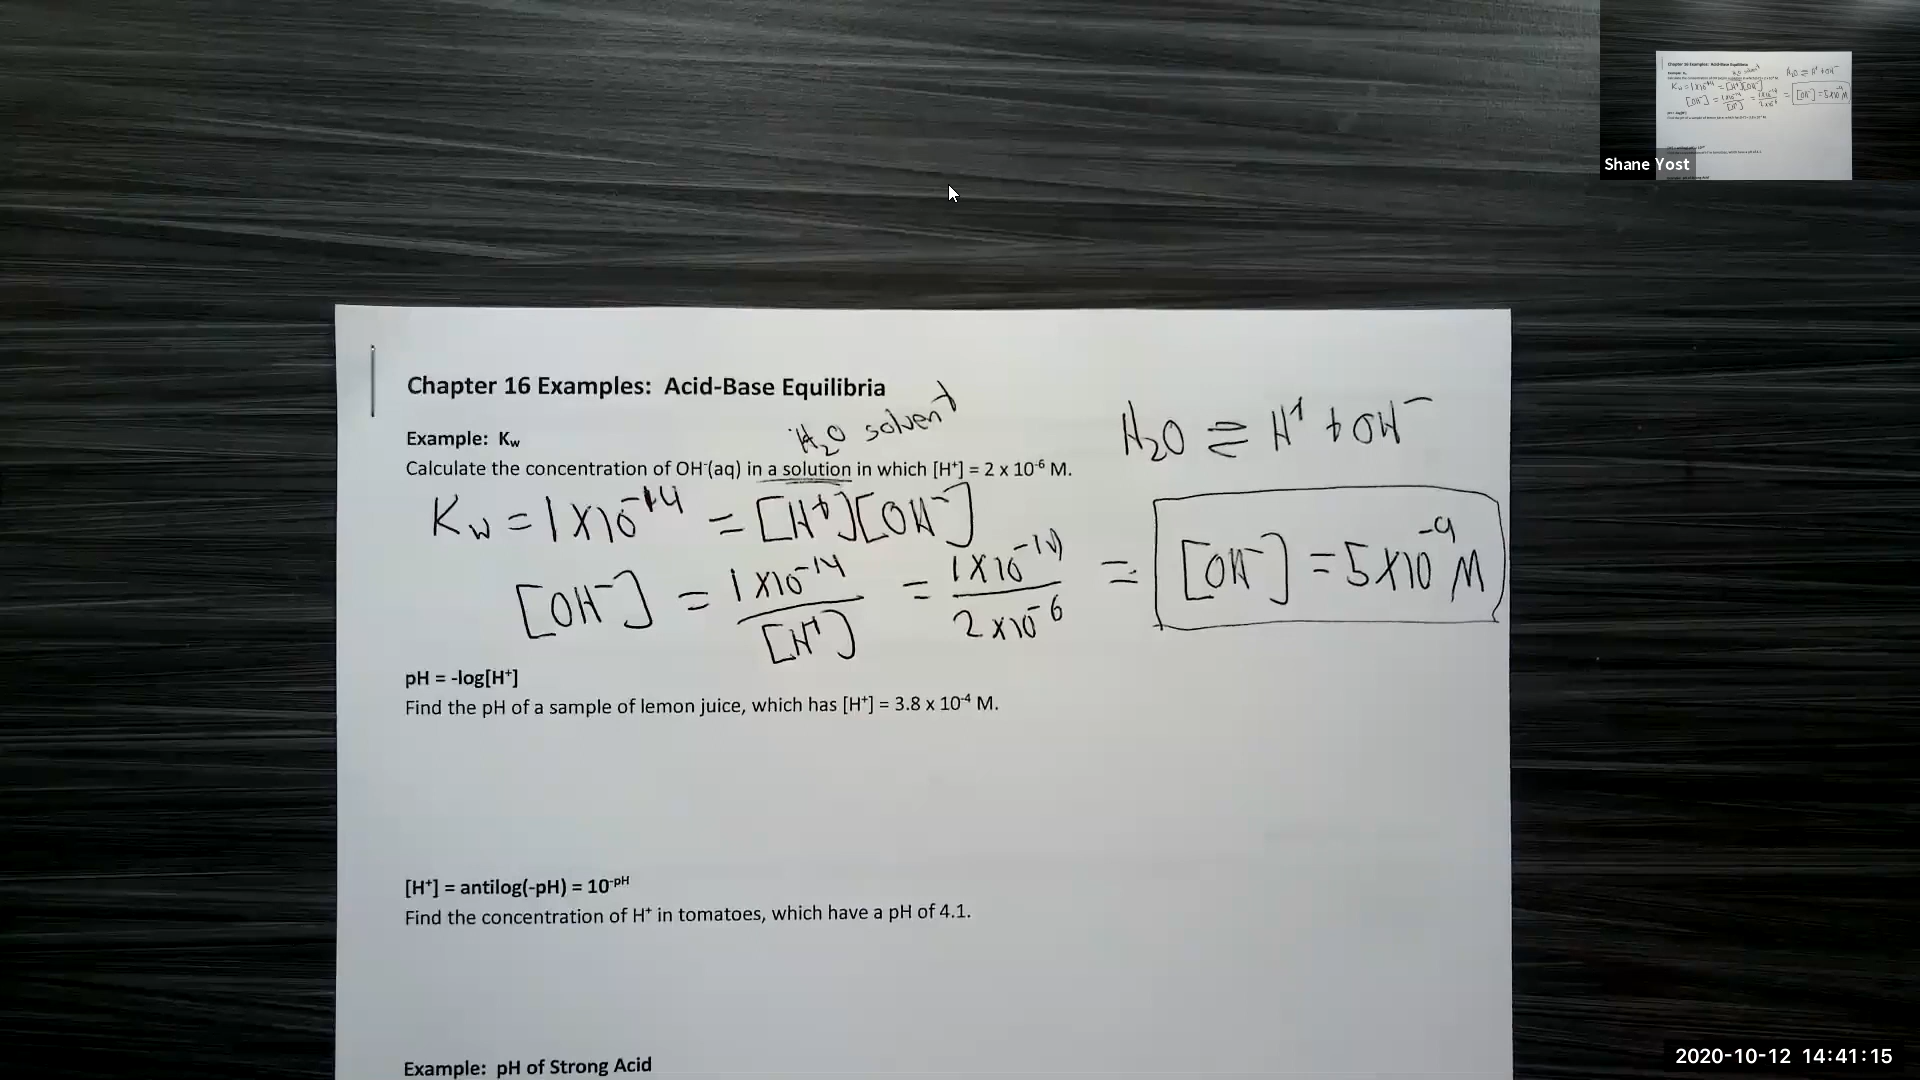 Chapter 16 Examples: Acid-Base Equilibria
H₂O solvent
H₂O ⇌ H⁺ + OH⁻
Example: Kw
Calculate the concentration of OH⁻(aq) in a solution in which [H⁺] = 2 x 10⁻⁶ M.
Kw = 1 X 10⁻¹⁴ = [H⁺][OH⁻]
[OH⁻] = 1 X 10⁻¹⁴ / [H⁺] = 1 X 10⁻¹⁴ / 2 X 10⁻⁶ = [OH⁻] = 5 X 10⁻⁹ M
pH = -log[H⁺]
Find the pH of a sample of lemon juice, which has [H⁺] = 3.8 x 10⁻⁴ M.
[H⁺] = antilog(-pH) = 10⁻ᵖᴴ
Find the concentration of H⁺ in tomatoes, which have a pH of 4.1.
Example: pH of Strong Acid
Shane Yost
2020-10-12 14:41:15